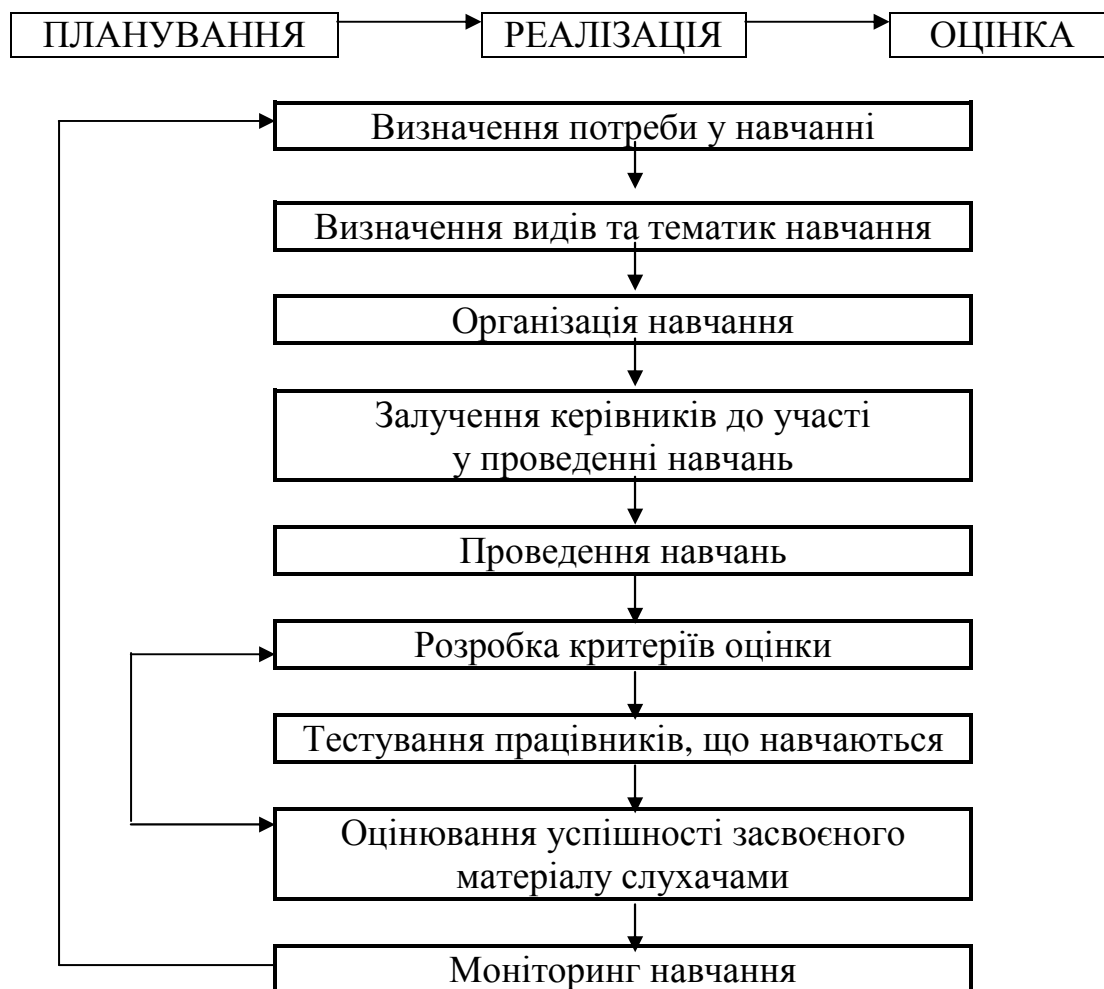 ПЛАНУВАННЯ РЕАЛІЗАЦІЯ ОЦІНКА
Визначення потреби у навчанні
Визначення видів та тематик навчання
Організація навчання
Залучення керівників до участі
у проведенні навчань
Проведення навчань
Розробка критеріїв оцінки
Тестування працівників, що навчаються
Оцінювання успішності засвоєного
матеріалу слухачами
Моніторинг навчання